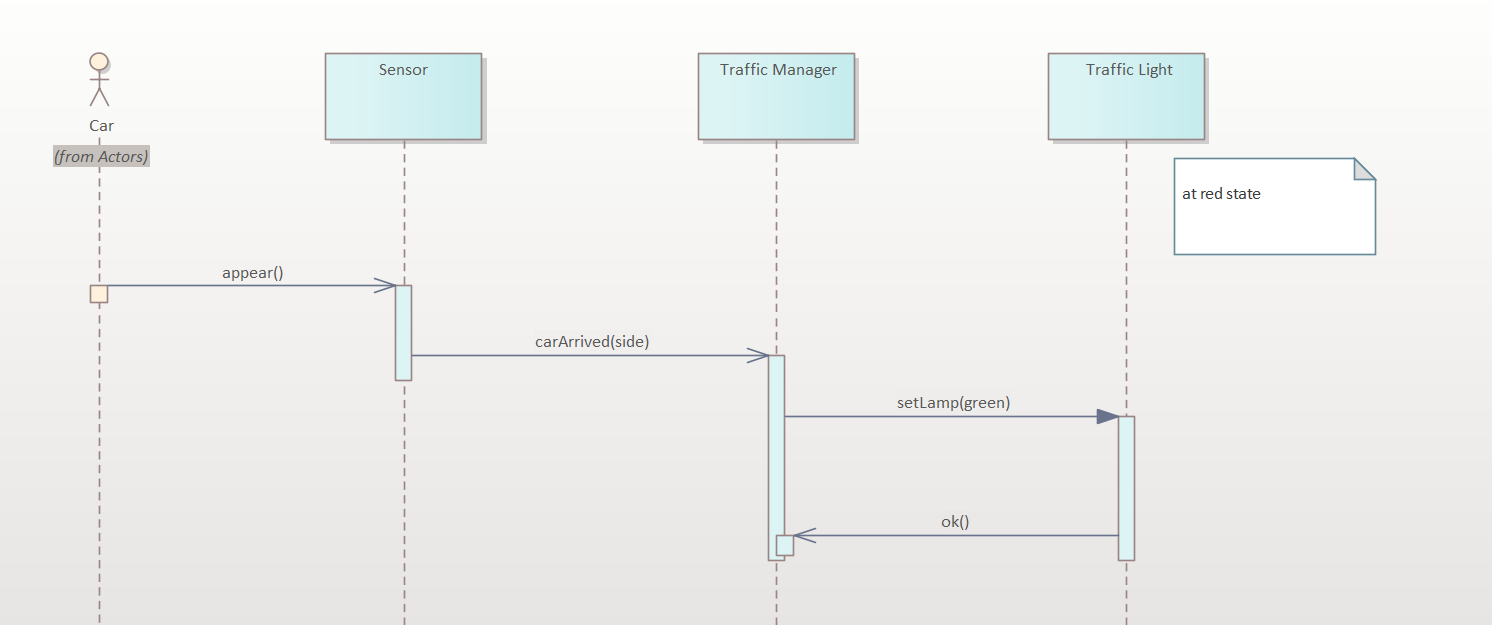 Sensor
Traffic Manager
Traffic Light
Car
(from Actors)
at red state
appear()
carArrived(side)
setLamp(green)
ok()